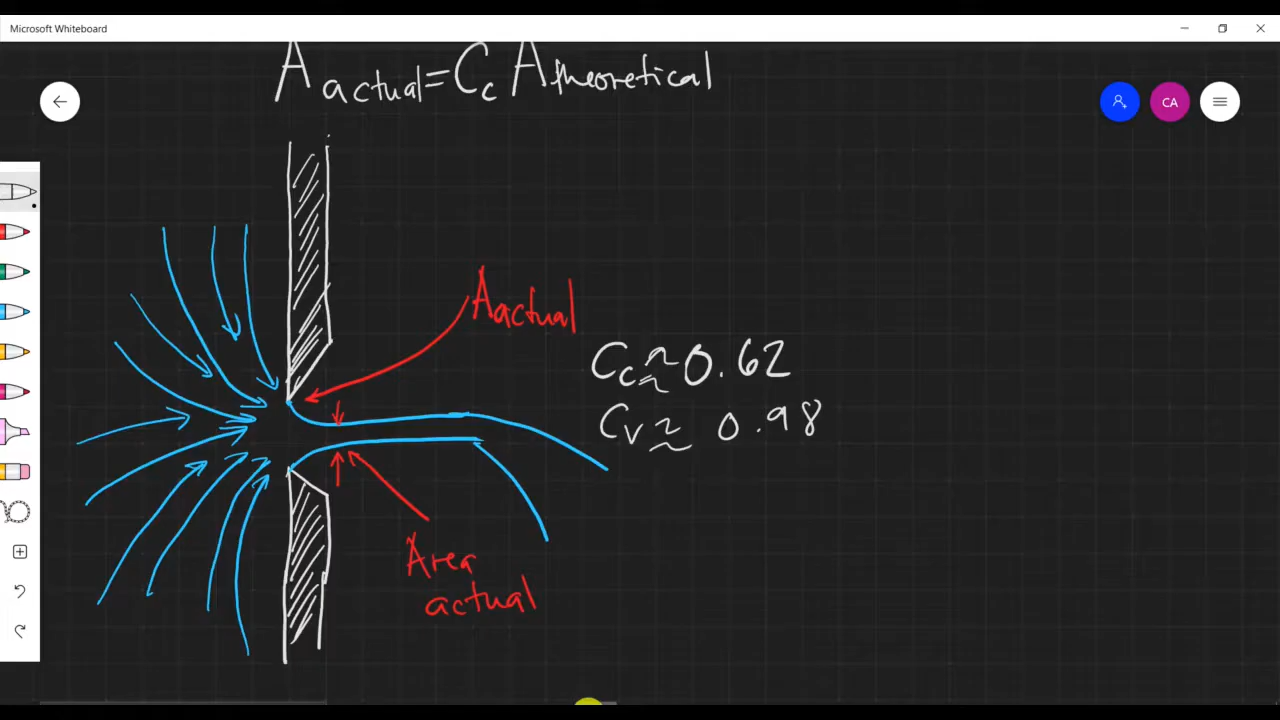 Microsoft Whiteboard
A actual = Cc A theoretical
CA
Aactual
Cc ≈ 0.62
Cv ≈ 0.98
Area
actual